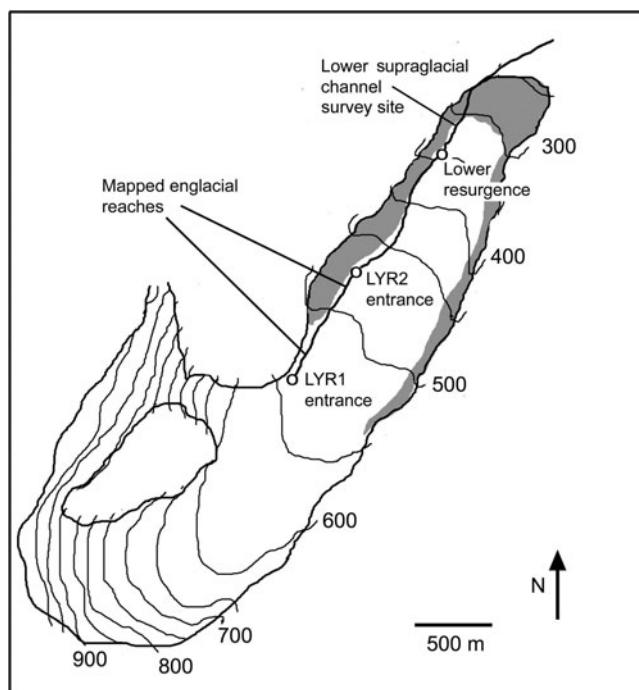 Lower supraglacial
channel
survey site
300
Lower
resurgence
Mapped englacial
reaches
400
LYR2
entrance
500
LYR1
entrance
600
N
700
500 m
800
900